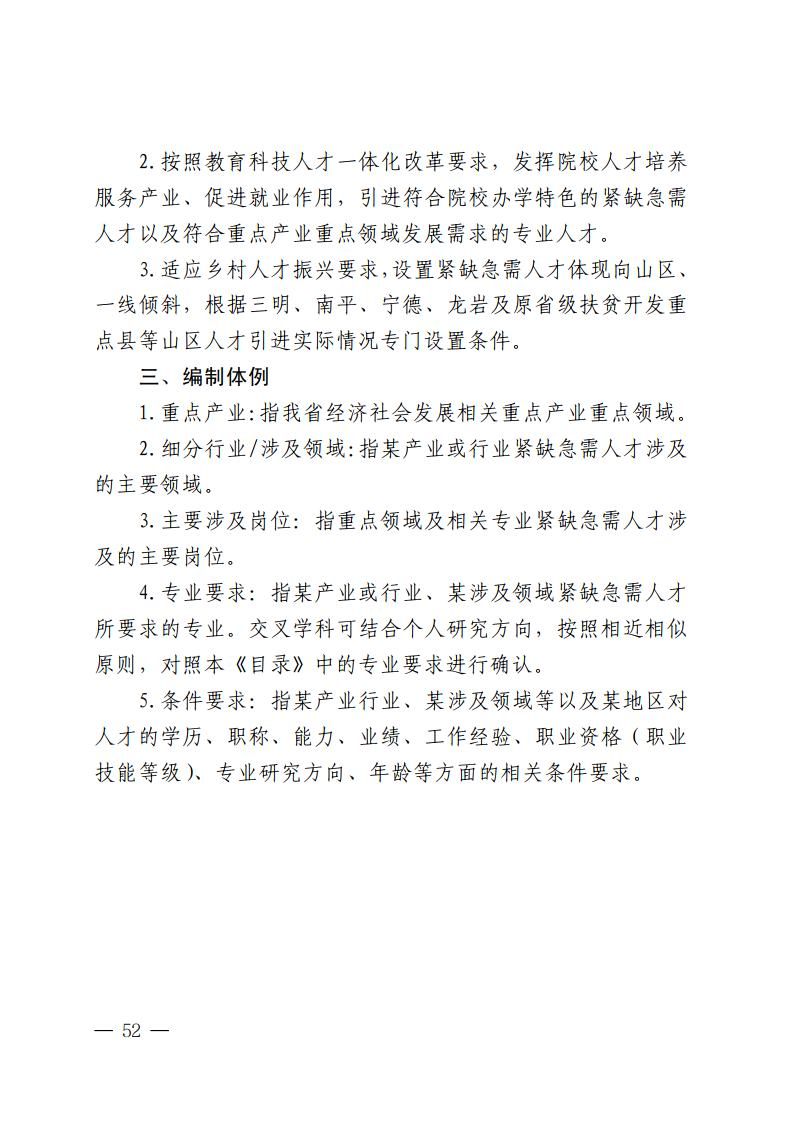 2. 按照教育科技人才一体化改革要求，发挥院校人才培养
服务产业、促进就业作用，引进符合院校办学特色的紧缺急需
人才以及符合重点产业重点领域发展需求的专业人才。
3. 适应乡村人才振兴要求，设置紧缺急需人才体现向山区、
一线倾斜，根据三明、南平、宁德、龙岩及原省级扶贫开发重
点县等山区人才引进实际情况专门设置条件。
三、编制体例
1. 重点产业：指我省经济社会发展相关重点产业重点领域。
2. 细分行业/涉及领域：指某产业或行业紧缺急需人才涉及
的主要领域。
3. 主要涉及岗位：指重点领域及相关专业紧缺急需人才涉
及的主要岗位。
4. 专业要求：指某产业或行业、某涉及领域紧缺急需人才
所要求的专业。交叉学科可结合个人研究方向，按照相近相似
原则，对照本《目录》中的专业要求进行确认。
5. 条件要求：指某产业行业、某涉及领域等以及某地区对
人才的学历、职称、能力、业绩、工作经验、职业资格（职业
技能等级）、专业研究方向、年龄等方面的相关条件要求。
— 52 —